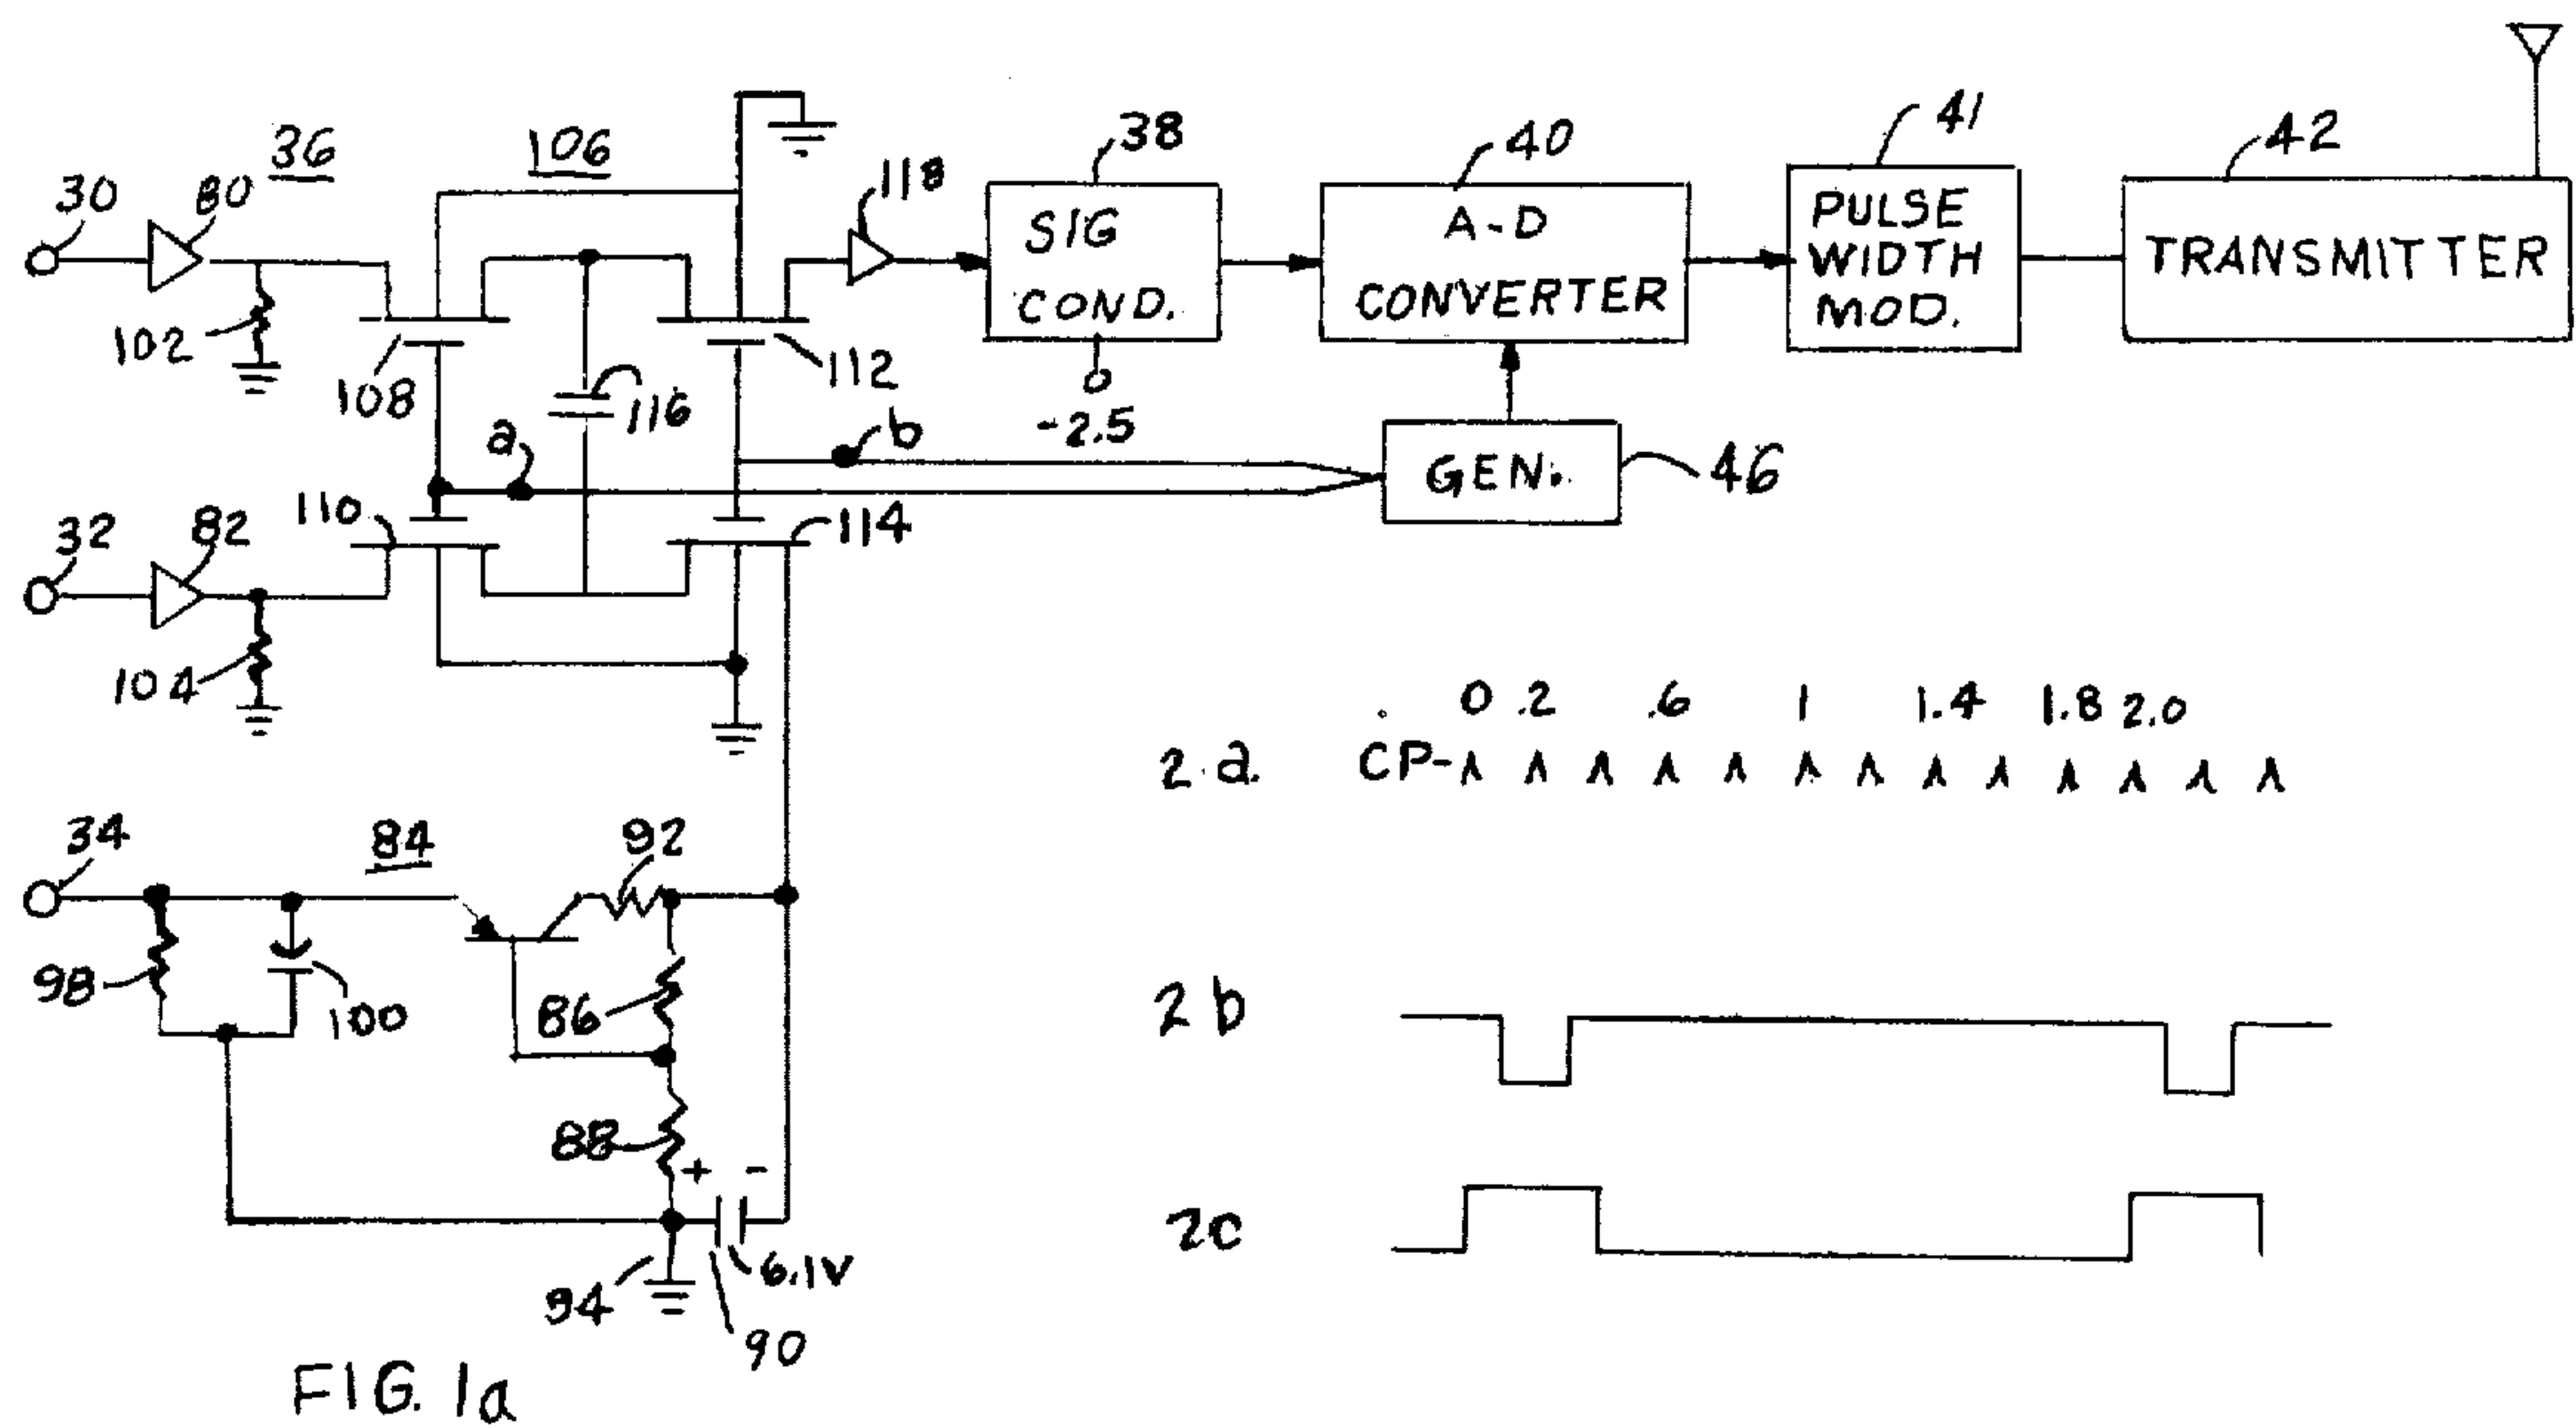 36
106
30
80
118
38
40
41
42
SIG
COND.
A-D
CONVERTER
PULSE
WIDTH
MOD.
TRANSMITTER
102
108
116
112
0
-2.5
a
b
GEN.
46
32
82
110
114
104
0 .2 .6 1 1.4 1.8 2.0
2.a. CP-
34
84
92
98
100
86
2b
88
+ -
2c
94
6.1V
90
FIG. 1a